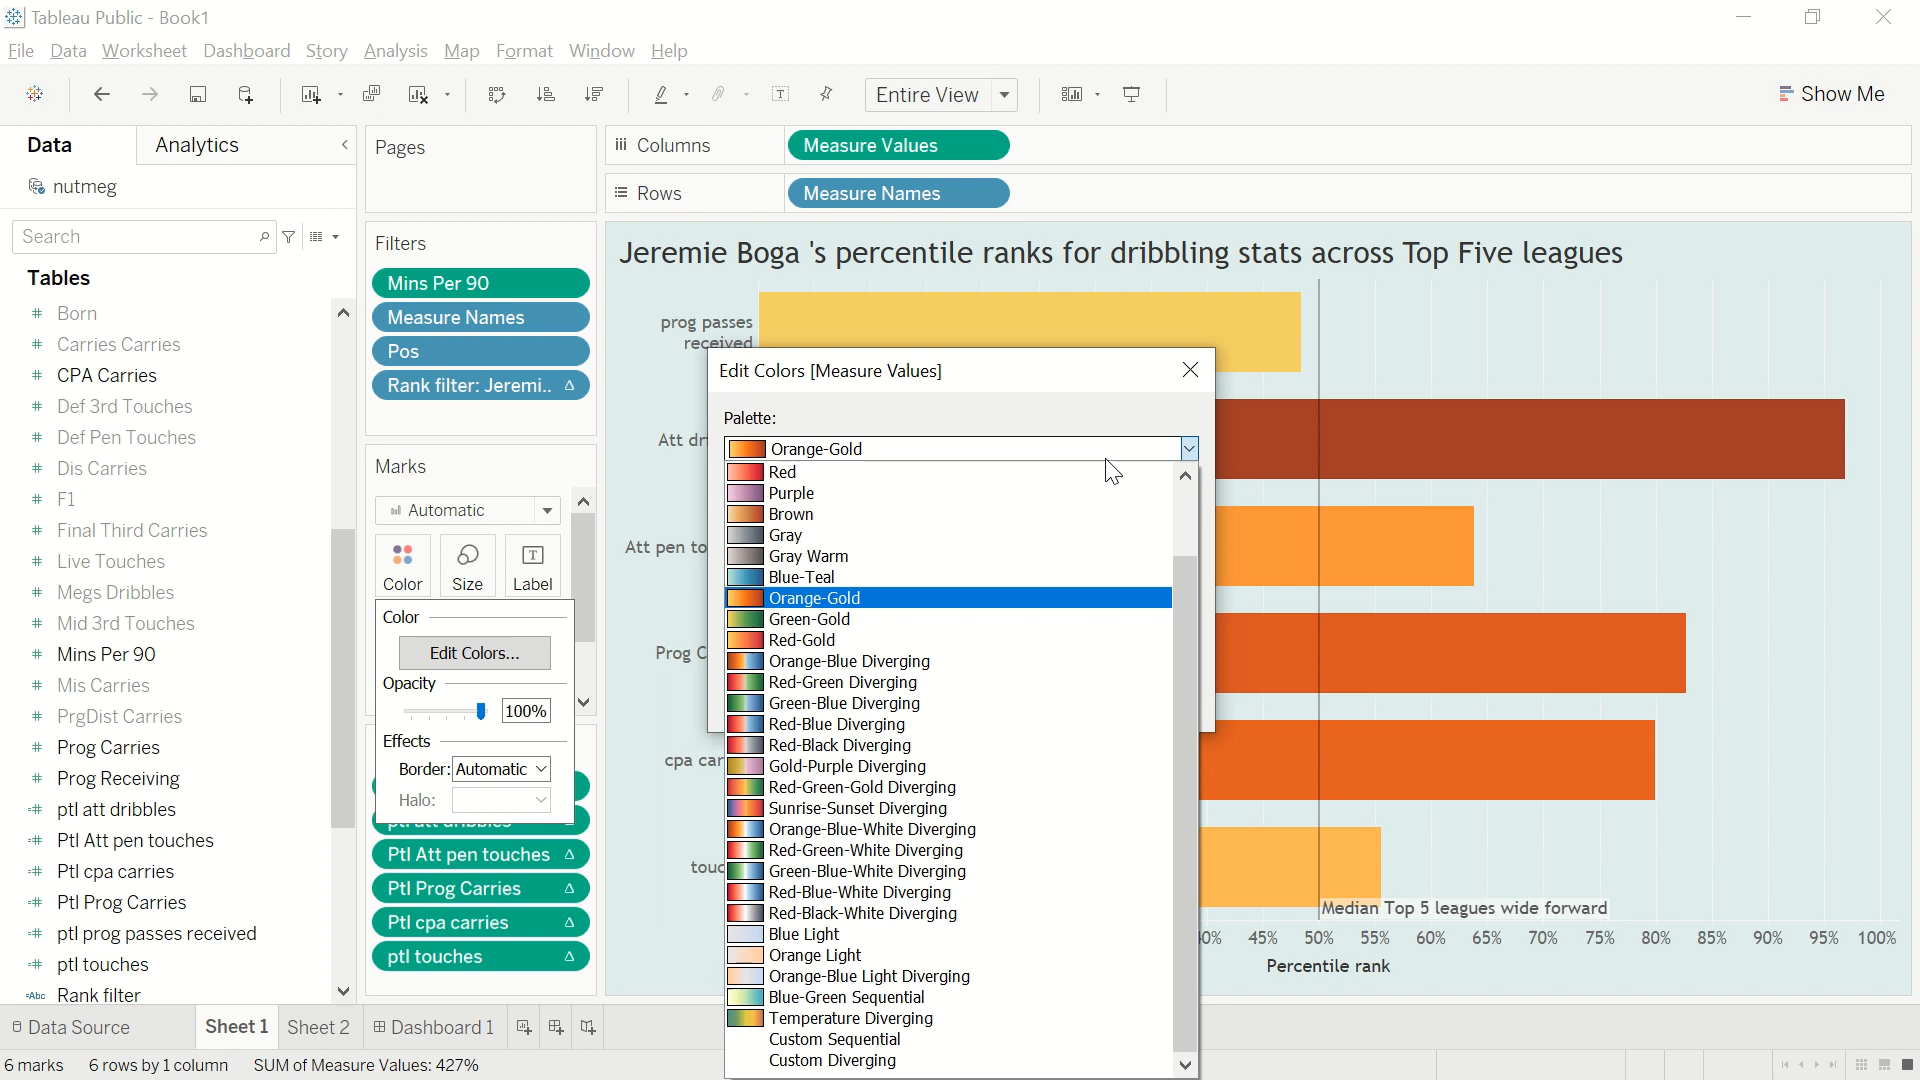 Tableau Public - Book1
File Data Worksheet Dashboard Story Analysis Map Format Window Help
Entire View
Show Me
Data
Analytics
nutmeg
Search
Tables
Born
Carries Carries
CPA Carries
Def 3rd Touches
Def Pen Touches
Dis Carries
F1
Final Third Carries
Live Touches
Megs Dribbles
Mid 3rd Touches
Mins Per 90
Mis Carries
PrgDist Carries
Prog Carries
Prog Receiving
ptl att dribbles
Ptl Att pen touches
Ptl cpa carries
Ptl Prog Carries
ptl prog passes received
ptl touches
Abc Rank filter
Pages
Filters
Mins Per 90
Measure Names
Pos
Rank filter: Jeremi..
Marks
Automatic
Color
Size
Label
Color
Edit Colors...
Opacity
100%
Effects
Border: Automatic
Halo:
ptl att dribbles
Ptl Att pen touches
Ptl Prog Carries
Ptl cpa carries
ptl touches
Columns
Measure Values
Rows
Measure Names
Jeremie Boga 's percentile ranks for dribbling stats across Top Five leagues
prog passes
received
Att dr
Att pen to
Prog C
cpa car
touc
Median Top 5 leagues wide forward
40% 45% 50% 55% 60% 65% 70% 75% 80% 85% 90% 95% 100%
Percentile rank
Edit Colors [Measure Values]
Palette:
Orange-Gold
Red
Purple
Brown
Gray
Gray Warm
Blue-Teal
Orange-Gold
Green-Gold
Red-Gold
Orange-Blue Diverging
Red-Green Diverging
Green-Blue Diverging
Red-Blue Diverging
Red-Black Diverging
Gold-Purple Diverging
Red-Green-Gold Diverging
Sunrise-Sunset Diverging
Orange-Blue-White Diverging
Red-Green-White Diverging
Green-Blue-White Diverging
Red-Blue-White Diverging
Red-Black-White Diverging
Blue Light
Orange Light
Orange-Blue Light Diverging
Blue-Green Sequential
Temperature Diverging
Custom Sequential
Custom Diverging
Data Source
Sheet 1
Sheet 2
Dashboard 1
6 marks 6 rows by 1 column SUM of Measure Values: 427%